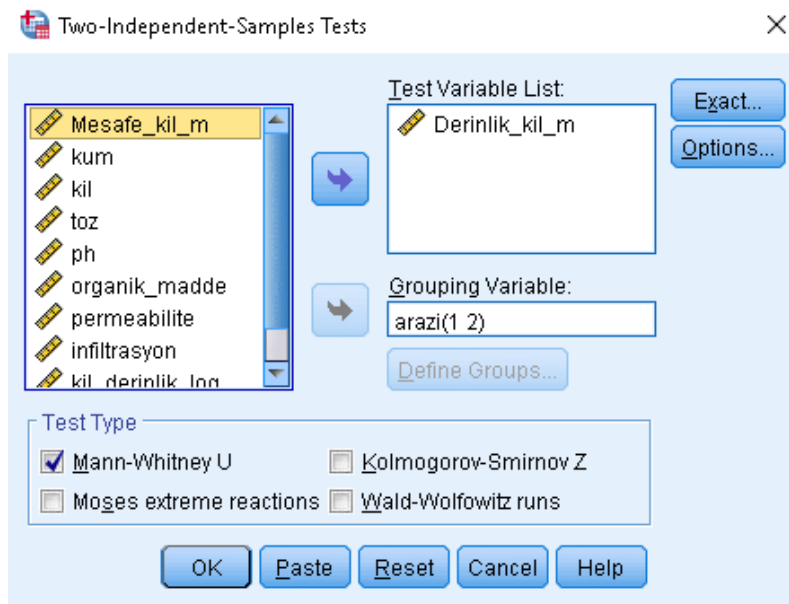 Two-Independent-Samples Tests
Mesafe_kil_m
kum
kil
toz
ph
organik_madde
permeabilite
infiltrasyon
kil_derinlik_log
Test Variable List:
Derinlik_kil_m
Grouping Variable:
arazi(1 2)
Define Groups...
Exact...
Options...
Test Type
Mann-Whitney U
Kolmogorov-Smirnov Z
Moses extreme reactions
Wald-Wolfowitz runs
OK
Paste
Reset
Cancel
Help